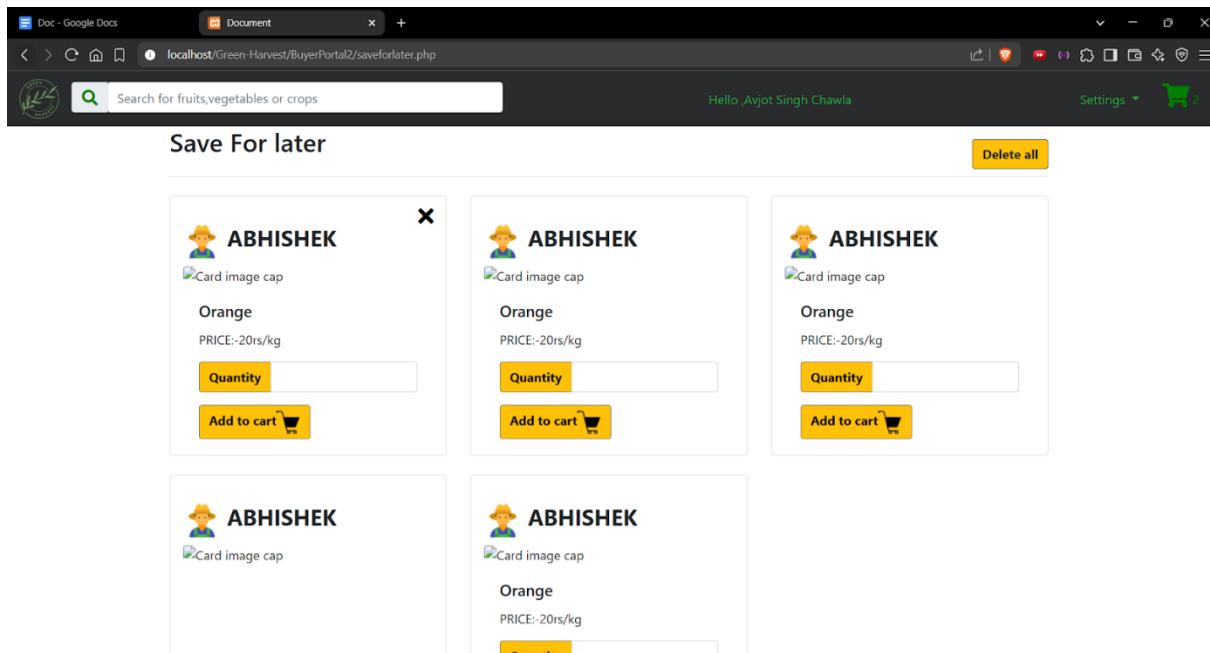 Doc - Google Docs
Document
localhost/Green-Harvest/BuyerPortal2/saveforlater.php
Search for fruits,vegetables or crops
Hello ,Avjot Singh Chawla
Settings
2
Save For later
Delete all
ABHISHEK
Card image cap
Orange
PRICE:-20rs/kg
Quantity
Add to cart
ABHISHEK
Card image cap
Orange
PRICE:-20rs/kg
Quantity
Add to cart
ABHISHEK
Card image cap
Orange
PRICE:-20rs/kg
Quantity
Add to cart
ABHISHEK
Card image cap
ABHISHEK
Card image cap
Orange
PRICE:-20rs/kg